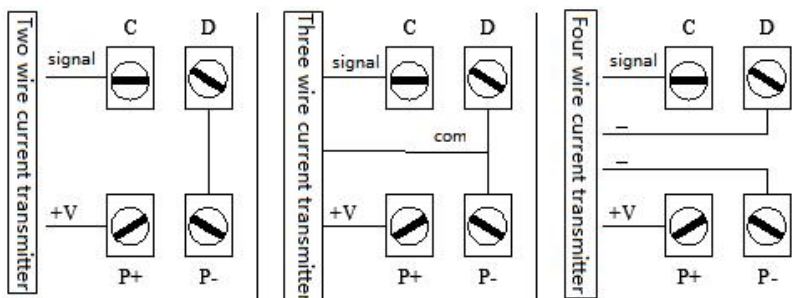 Two wire current transmitter
C D
signal
+V
P+ P-
Three wire current transmitter
C D
signal
com
+V
P+ P-
Four wire current transmitter
C D
signal
–
–
+V
P+ P-